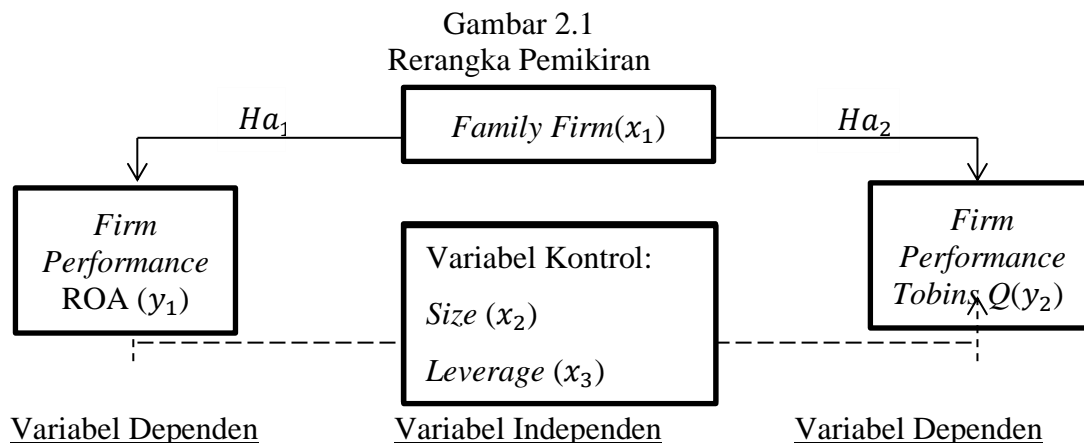 Gambar 2.1
Rerangka Pemikiran
Ha₁
Family Firm(x₁)
Ha₂
Firm
Performance
ROA (y₁)
Variabel Kontrol:
Size (x₂)
Leverage (x₃)
Firm
Performance
Tobins Q(y₂)
Variabel Dependen
Variabel Independen
Variabel Dependen